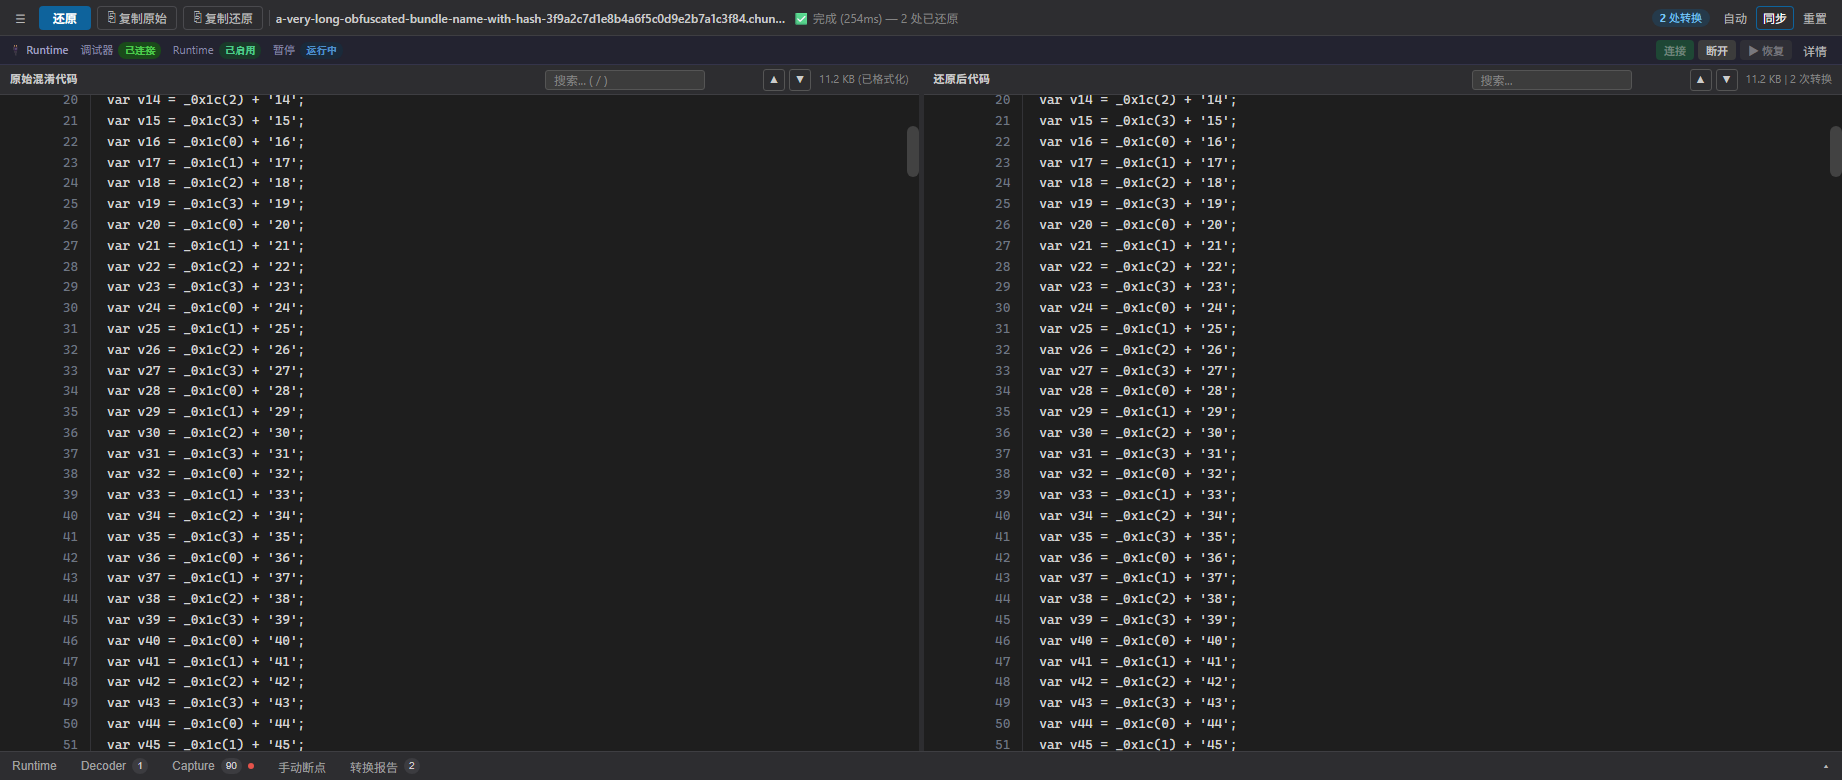 ☰ 还原 复制原始 复制还原 a-very-long-obfuscated-bundle-name-with-hash-3f9a2c7d1e8b4a6f5c0d9e2b7a1c3f84.chun... ✅ 完成 (254ms) — 2 处已还原 2 处转换 自动 同步 重置
Runtime 调试器 已连接 Runtime 已启用 暂停 运行中 连接 断开 ▶ 恢复 详情
原始混淆代码 搜索... ( / ) ▲ ▼ 11.2 KB (已格式化) 还原后代码 搜索... ▲ ▼ 11.2 KB | 2 次转换
20 var v14 = _0x1c(2) + '14'; 20 var v14 = _0x1c(2) + '14';
21 var v15 = _0x1c(3) + '15'; 21 var v15 = _0x1c(3) + '15';
22 var v16 = _0x1c(0) + '16'; 22 var v16 = _0x1c(0) + '16';
23 var v17 = _0x1c(1) + '17'; 23 var v17 = _0x1c(1) + '17';
24 var v18 = _0x1c(2) + '18'; 24 var v18 = _0x1c(2) + '18';
25 var v19 = _0x1c(3) + '19'; 25 var v19 = _0x1c(3) + '19';
26 var v20 = _0x1c(0) + '20'; 26 var v20 = _0x1c(0) + '20';
27 var v21 = _0x1c(1) + '21'; 27 var v21 = _0x1c(1) + '21';
28 var v22 = _0x1c(2) + '22'; 28 var v22 = _0x1c(2) + '22';
29 var v23 = _0x1c(3) + '23'; 29 var v23 = _0x1c(3) + '23';
30 var v24 = _0x1c(0) + '24'; 30 var v24 = _0x1c(0) + '24';
31 var v25 = _0x1c(1) + '25'; 31 var v25 = _0x1c(1) + '25';
32 var v26 = _0x1c(2) + '26'; 32 var v26 = _0x1c(2) + '26';
33 var v27 = _0x1c(3) + '27'; 33 var v27 = _0x1c(3) + '27';
34 var v28 = _0x1c(0) + '28'; 34 var v28 = _0x1c(0) + '28';
35 var v29 = _0x1c(1) + '29'; 35 var v29 = _0x1c(1) + '29';
36 var v30 = _0x1c(2) + '30'; 36 var v30 = _0x1c(2) + '30';
37 var v31 = _0x1c(3) + '31'; 37 var v31 = _0x1c(3) + '31';
38 var v32 = _0x1c(0) + '32'; 38 var v32 = _0x1c(0) + '32';
39 var v33 = _0x1c(1) + '33'; 39 var v33 = _0x1c(1) + '33';
40 var v34 = _0x1c(2) + '34'; 40 var v34 = _0x1c(2) + '34';
41 var v35 = _0x1c(3) + '35'; 41 var v35 = _0x1c(3) + '35';
42 var v36 = _0x1c(0) + '36'; 42 var v36 = _0x1c(0) + '36';
43 var v37 = _0x1c(1) + '37'; 43 var v37 = _0x1c(1) + '37';
44 var v38 = _0x1c(2) + '38'; 44 var v38 = _0x1c(2) + '38';
45 var v39 = _0x1c(3) + '39'; 45 var v39 = _0x1c(3) + '39';
46 var v40 = _0x1c(0) + '40'; 46 var v40 = _0x1c(0) + '40';
47 var v41 = _0x1c(1) + '41'; 47 var v41 = _0x1c(1) + '41';
48 var v42 = _0x1c(2) + '42'; 48 var v42 = _0x1c(2) + '42';
49 var v43 = _0x1c(3) + '43'; 49 var v43 = _0x1c(3) + '43';
50 var v44 = _0x1c(0) + '44'; 50 var v44 = _0x1c(0) + '44';
51 var v45 = _0x1c(1) + '45'; 51 var v45 = _0x1c(1) + '45';
Runtime Decoder 1 Capture 90 ● 手动断点 转换报告 2 ▴